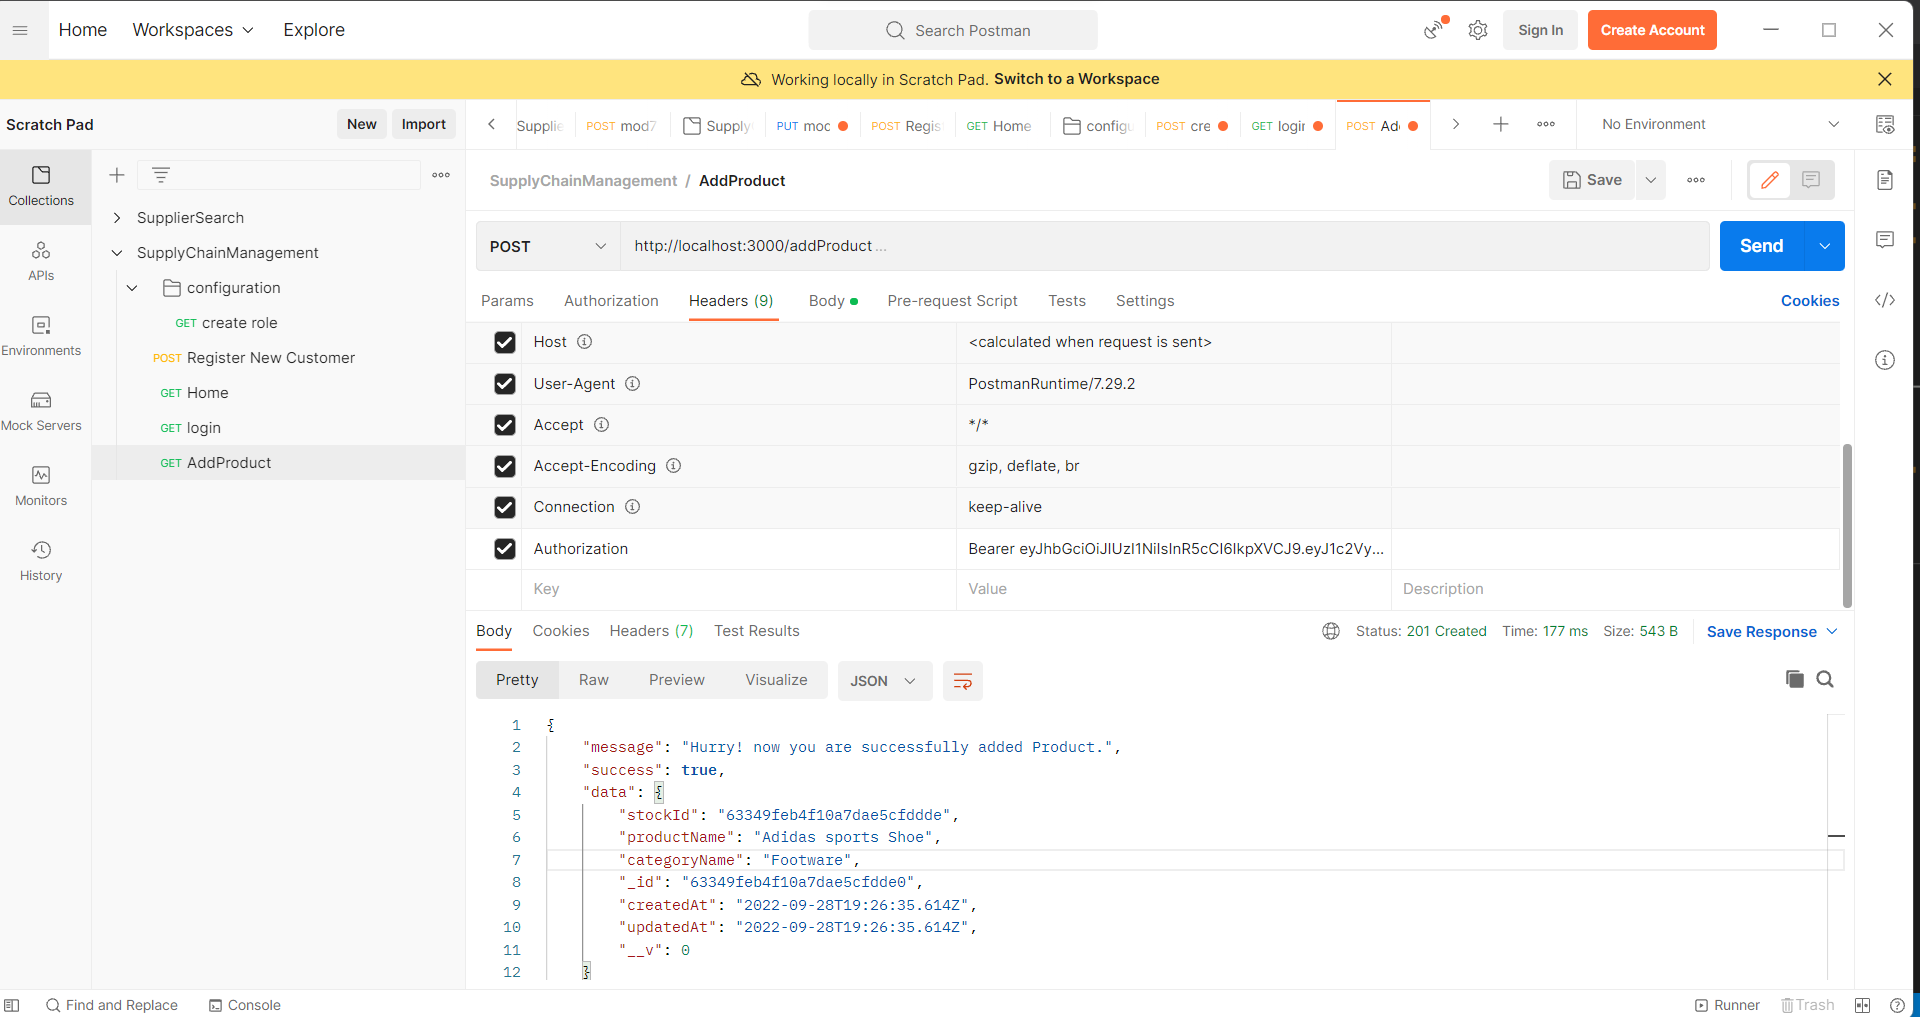 Home Workspaces Explore Search Postman Sign In Create Account
Working locally in Scratch Pad. Switch to a Workspace
Scratch Pad New Import
Supplie POST mod7 Supply PUT moc POST Regis GET Home configu POST cre GET login POST Ad No Environment
Collections
APIs
Environments
Mock Servers
Monitors
History
SupplierSearch
SupplyChainManagement
configuration
GET create role
POST Register New Customer
GET Home
GET login
GET AddProduct
SupplyChainManagement / AddProduct Save
POST http://localhost:3000/addProduct ... Send
Params Authorization Headers (9) Body Pre-request Script Tests Settings Cookies
Host <calculated when request is sent>
User-Agent PostmanRuntime/7.29.2
Accept */*
Accept-Encoding gzip, deflate, br
Connection keep-alive
Authorization Bearer eyJhbGciOiJIUzI1NiIsInR5cCI6IkpXVCJ9.eyJ1c2Vy...
Key Value Description
Body Cookies Headers (7) Test Results Status: 201 Created Time: 177 ms Size: 543 B Save Response
Pretty Raw Preview Visualize JSON
1 {
2 "message": "Hurry! now you are successfully added Product.",
3 "success": true,
4 "data": {
5 "stockId": "63349feb4f10a7dae5cfddde",
6 "productName": "Adidas sports Shoe",
7 "categoryName": "Footware",
8 "_id": "63349feb4f10a7dae5cfdde0",
9 "createdAt": "2022-09-28T19:26:35.614Z",
10 "updatedAt": "2022-09-28T19:26:35.614Z",
11 "__v": 0
12 }
Find and Replace Console Runner Trash